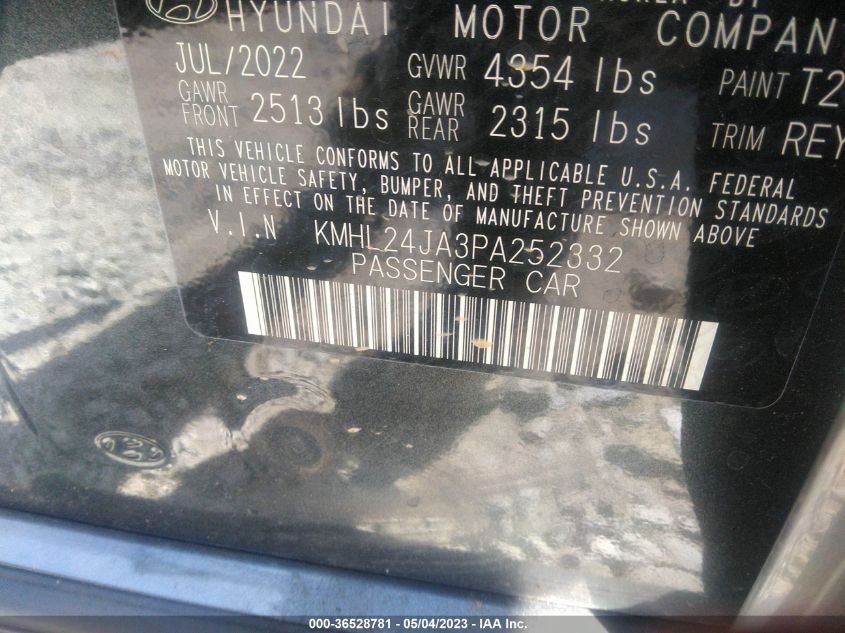 BY
HYUNDAI MOTOR COMPAN
JUL/2022 GVWR 4354 lbs PAINT T2
GAWR FRONT 2513 lbs GAWR REAR 2315 lbs TRIM REY
THIS VEHICLE CONFORMS TO ALL APPLICABLE U.S.A. FEDERAL
MOTOR VEHICLE SAFETY, BUMPER, AND THEFT PREVENTION STANDARDS
IN EFFECT ON THE DATE OF MANUFACTURE SHOWN ABOVE
V.I.N KMHL24JA3PA252332
PASSENGER CAR
000-36528781 - 05/04/2023 - IAA Inc.